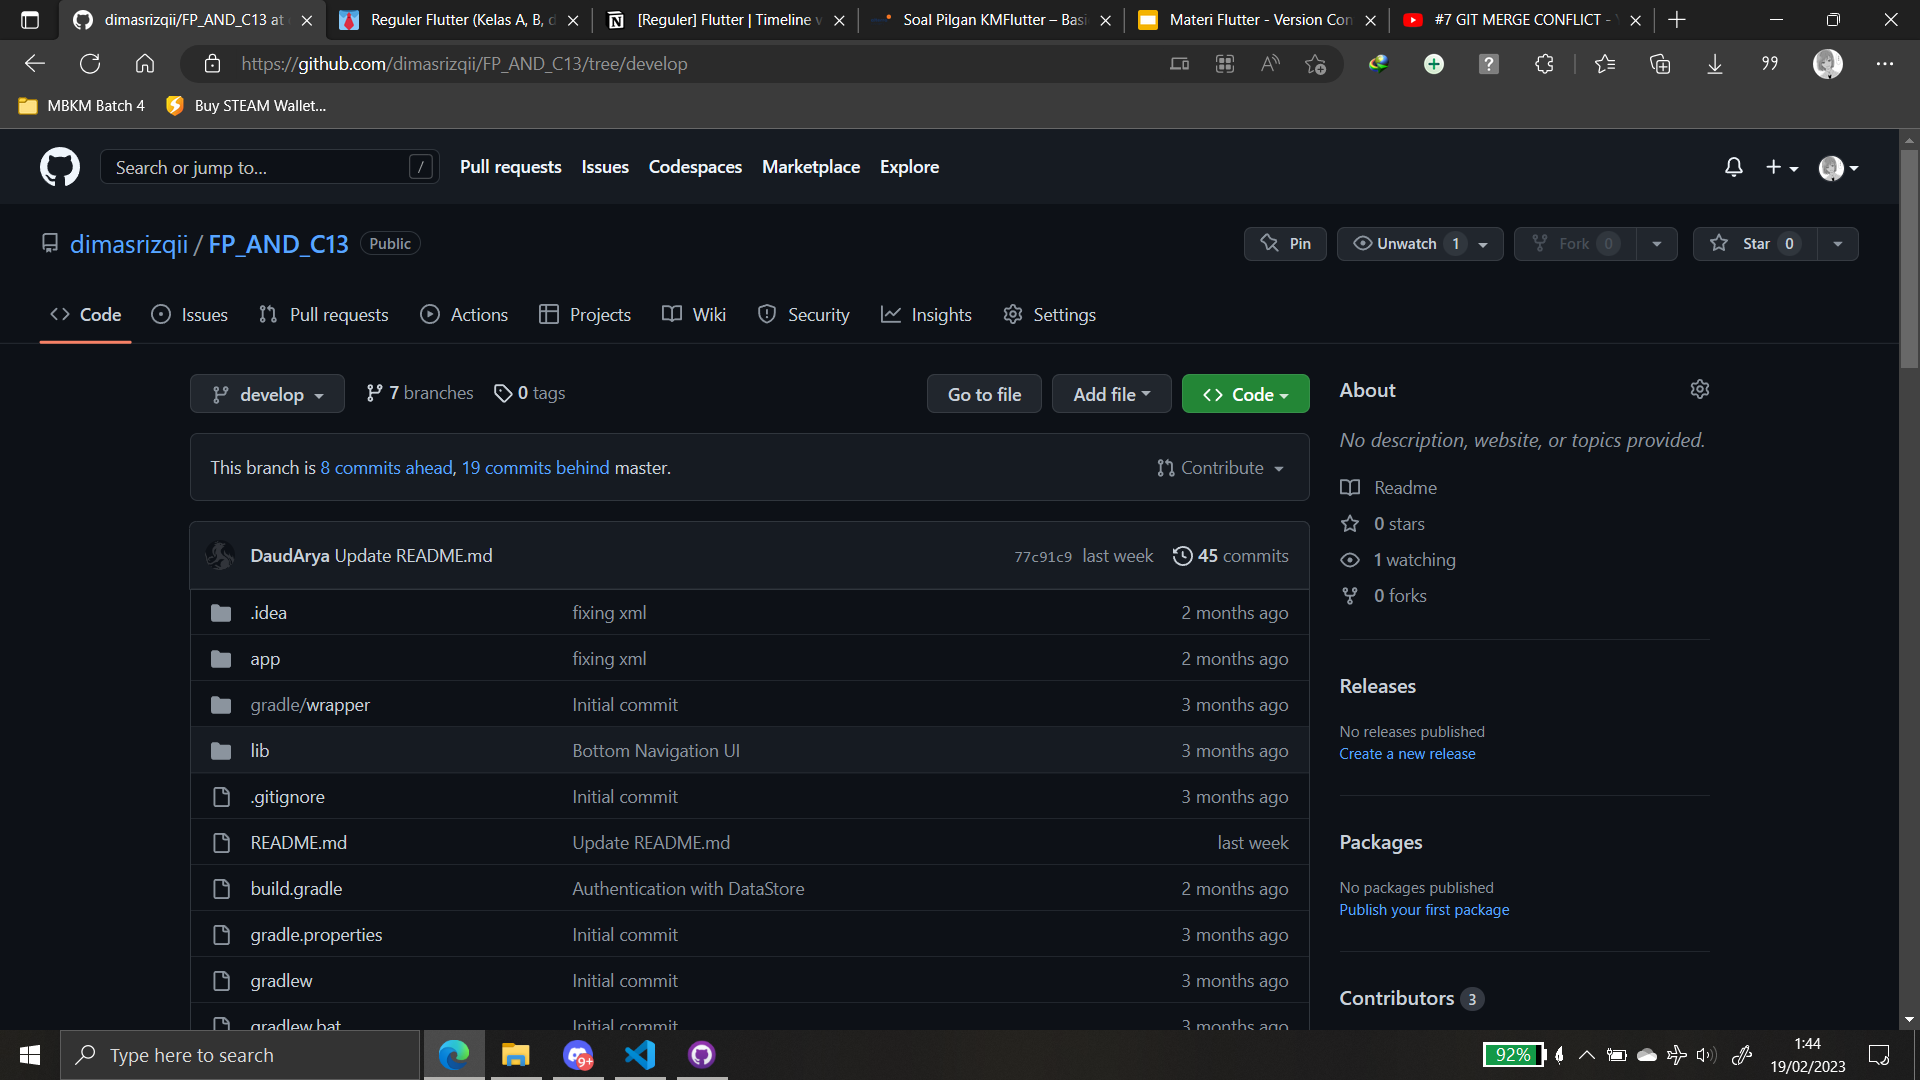 dimasrizqii/FP_AND_C13 at
Reguler Flutter (Kelas A, B, d
[Reguler] Flutter | Timeline v
Soal Pilgan KMFlutter – Basi
Materi Flutter - Version Con
#7 GIT MERGE CONFLICT - Y
https://github.com/dimasrizqii/FP_AND_C13/tree/develop
MBKM Batch 4
Buy STEAM Wallet...
Search or jump to...
/
Pull requests
Issues
Codespaces
Marketplace
Explore
dimasrizqii / FP_AND_C13
Public
Pin
Unwatch 1
Fork 0
Star 0
Code
Issues
Pull requests
Actions
Projects
Wiki
Security
Insights
Settings
develop
7 branches
0 tags
Go to file
Add file
Code
This branch is 8 commits ahead, 19 commits behind master.
Contribute
DaudArya Update README.md
77c91c9 last week
45 commits
.idea
fixing xml
2 months ago
app
fixing xml
2 months ago
gradle/wrapper
Initial commit
3 months ago
lib
Bottom Navigation UI
3 months ago
.gitignore
Initial commit
3 months ago
README.md
Update README.md
last week
build.gradle
Authentication with DataStore
2 months ago
gradle.properties
Initial commit
3 months ago
gradlew
Initial commit
3 months ago
gradlew.bat
Initial commit
3 months ago
About
No description, website, or topics provided.
Readme
0 stars
1 watching
0 forks
Releases
No releases published
Create a new release
Packages
No packages published
Publish your first package
Contributors 3
Type here to search
9+
92%
1:44
19/02/2023